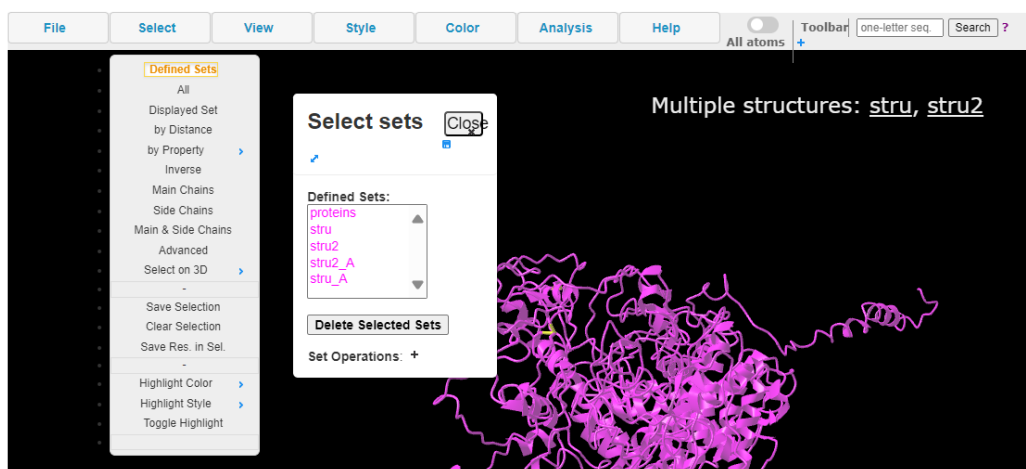 File Select View Style Color Analysis Help All atoms Toolbar one-letter seq. Search ?
+
Multiple structures: stru, stru2
Defined Sets
All
Displayed Set
by Distance
by Property
Inverse
Main Chains
Side Chains
Main & Side Chains
Advanced
Select on 3D
-
Save Selection
Clear Selection
Save Res. in Sel.
-
Highlight Color
Highlight Style
Toggle Highlight
Select sets Close
Defined Sets:
proteins
stru
stru2
stru2_A
stru_A
Delete Selected Sets
Set Operations: +